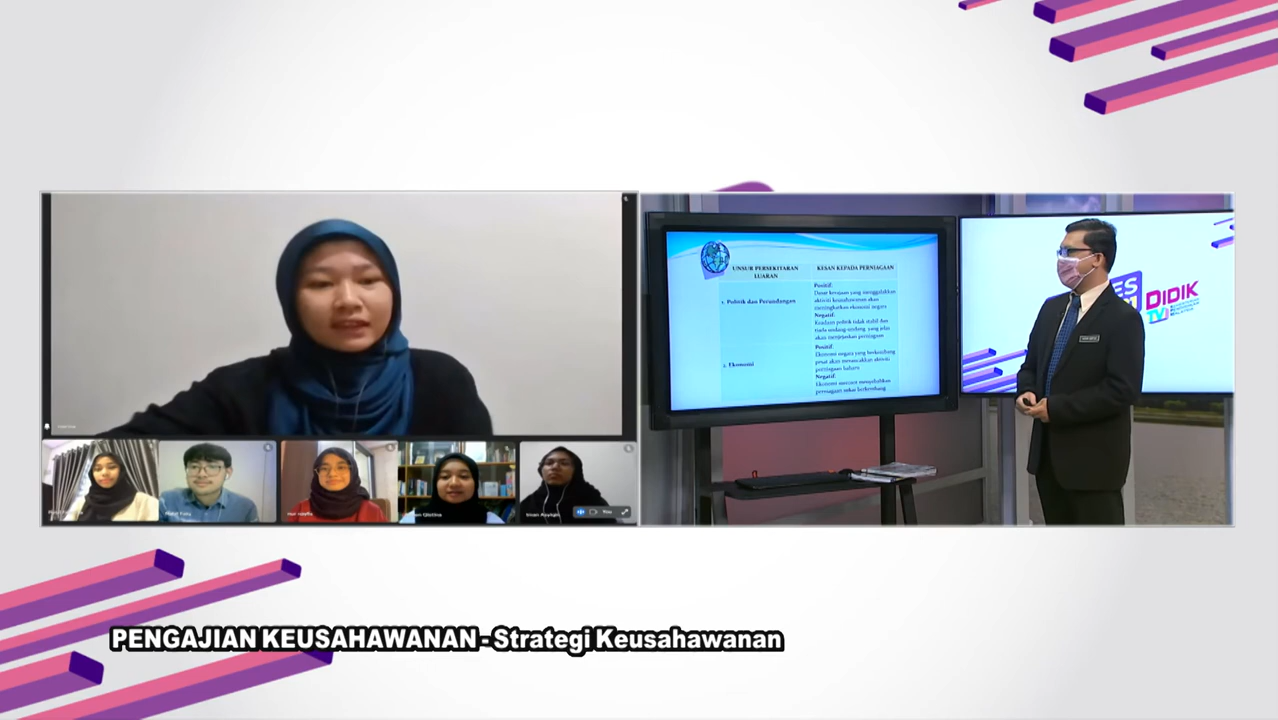 UNSUR PERSEKITARAN
LUARAN
KESAN KEPADA PERNIAGAAN
1. Politik dan Perundangan
Positif:
Dasar kerajaan yang menggalakkan
aktiviti keusahawanan akan
meningkatkan ekonomi negara
Negatif:
Keadaan politik tidak stabil dan
tiada undang-undang yang jelas
akan menjejaskan perniagaan
2. Ekonomi
Positif:
Ekonomi negara yang berkembang
pesat akan merancakkan aktiviti
perniagaan baharu
Negatif:
Ekonomi merosot menyebabkan
perniagaan sukar berkembang
DIDIK
TV
You
PENGAJIAN KEUSAHAWANAN - Strategi Keusahawanan